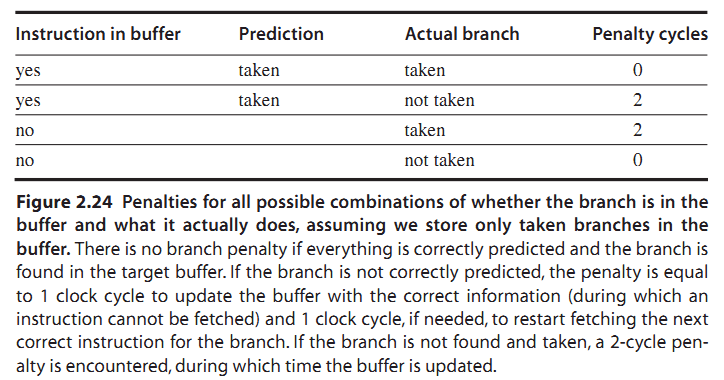 Instruction in buffer Prediction Actual branch Penalty cycles
yes taken taken 0
yes taken not taken 2
no taken 2
no not taken 0
Figure 2.24 Penalties for all possible combinations of whether the branch is in the
buffer and what it actually does, assuming we store only taken branches in the
buffer. There is no branch penalty if everything is correctly predicted and the branch is
found in the target buffer. If the branch is not correctly predicted, the penalty is equal
to 1 clock cycle to update the buffer with the correct information (during which an
instruction cannot be fetched) and 1 clock cycle, if needed, to restart fetching the next
correct instruction for the branch. If the branch is not found and taken, a 2-cycle pen-
alty is encountered, during which time the buffer is updated.